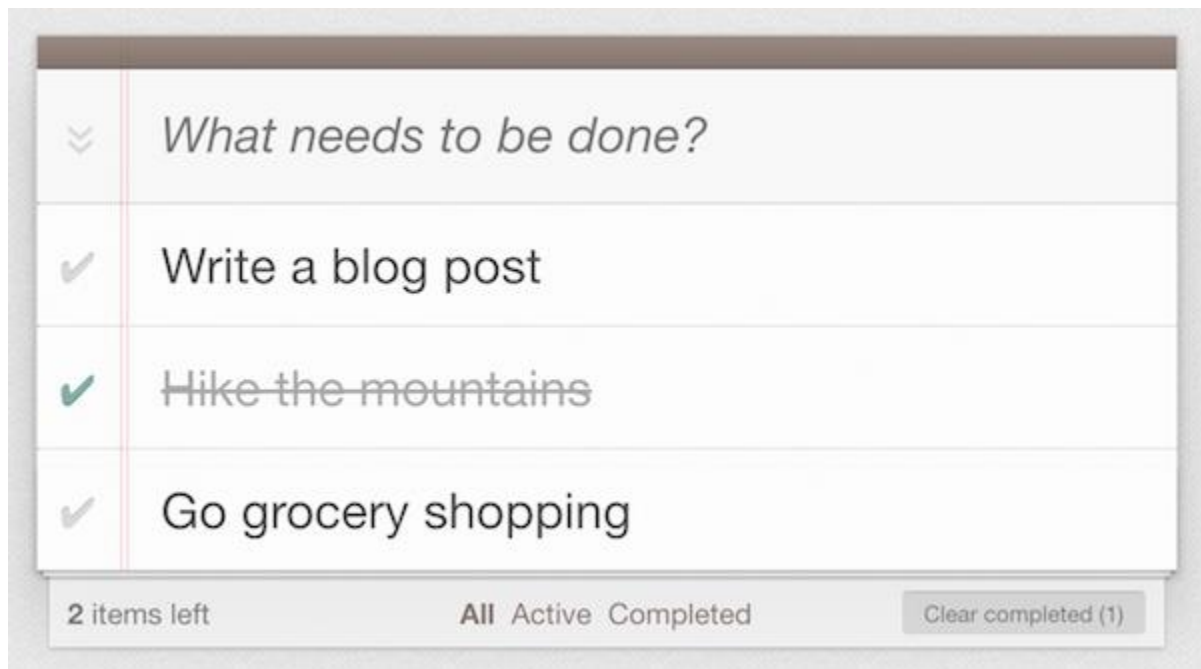 What needs to be done?
Write a blog post
Hike the mountains
Go grocery shopping
2 items left All Active Completed Clear completed (1)